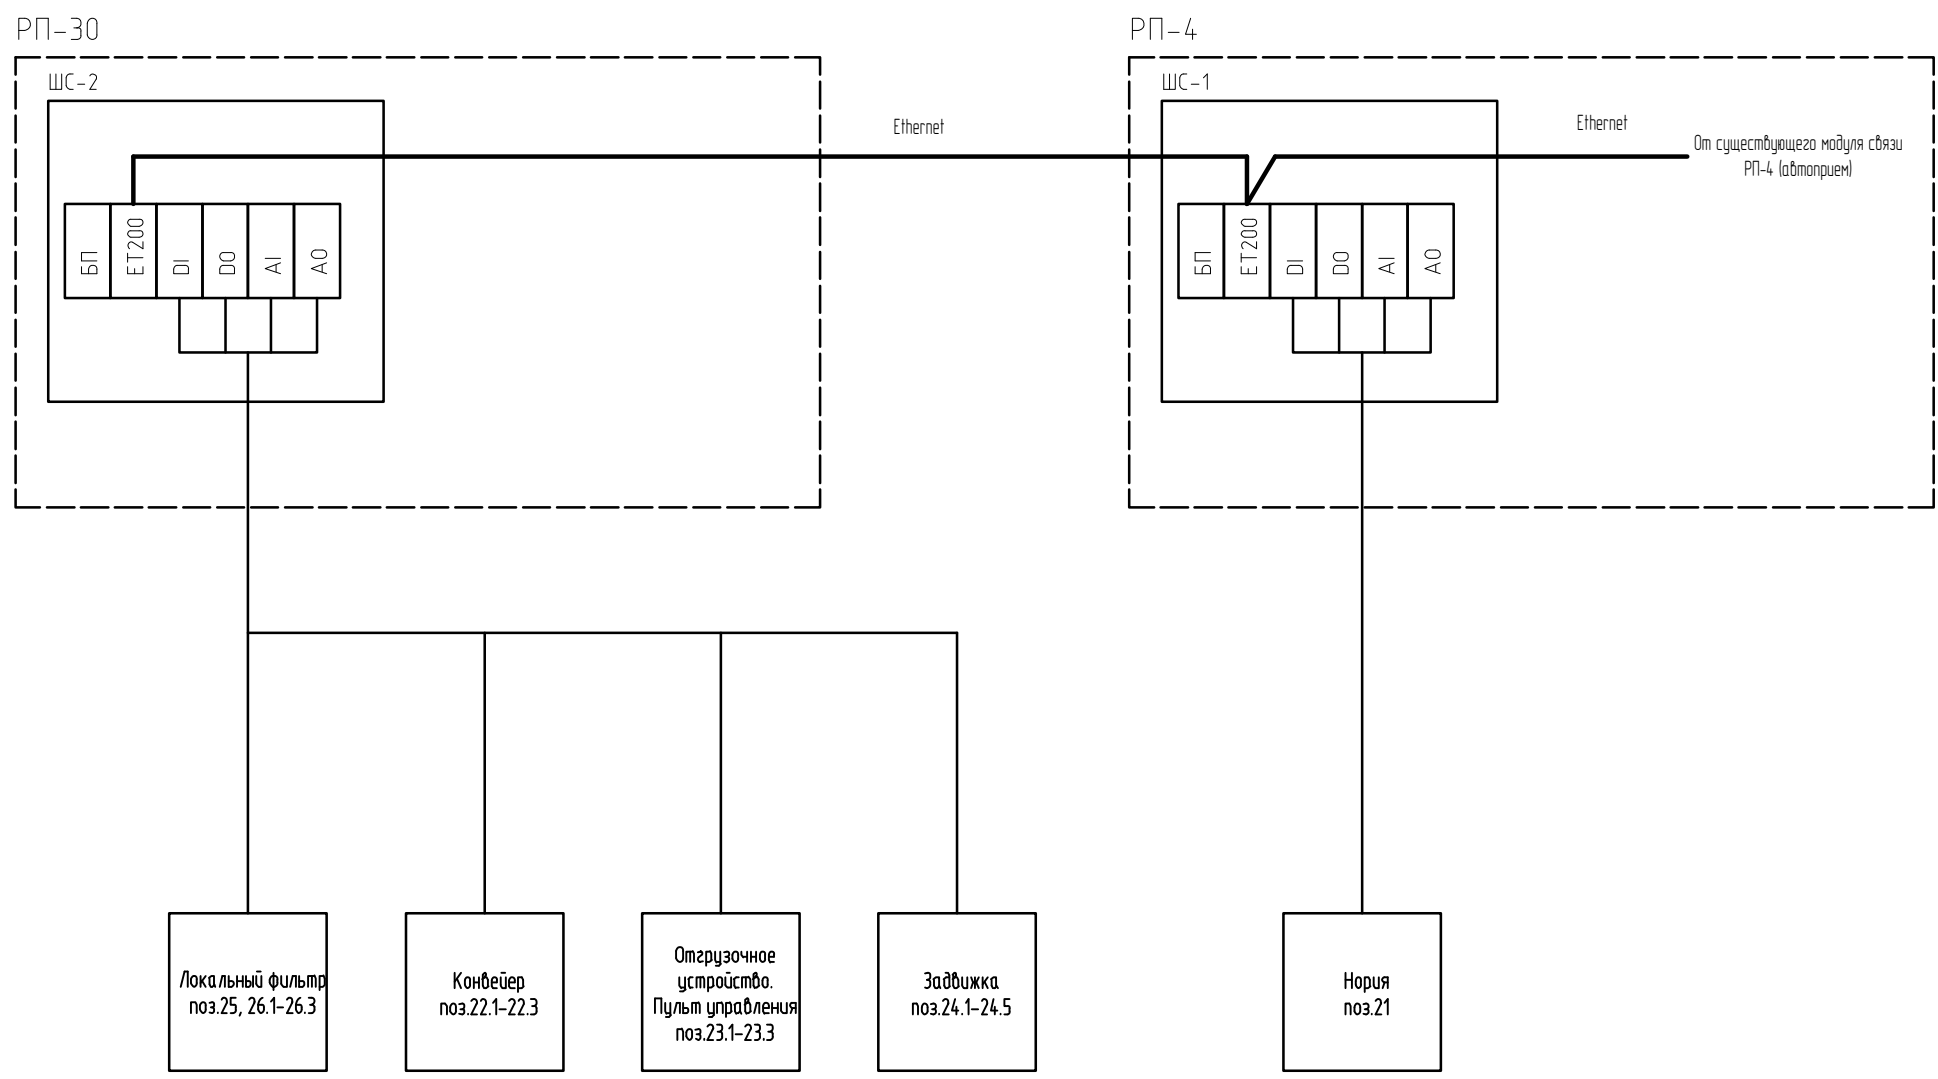 РП-30
ШС-2
БП
ET200
DI
DO
AI
AO
Ethernet
РП-4
ШС-1
Ethernet
От существующего модуля связи
РП-4 (автоприем)
БП
ET200
DI
DO
AI
AO
Локальный фильтр
поз.25, 26.1-26.3
Конвейер
поз.22.1-22.3
Отгрузочное
устройство.
Пульт управления
поз.23.1-23.3
Задвижка
поз.24.1-24.5
Нория
поз.21